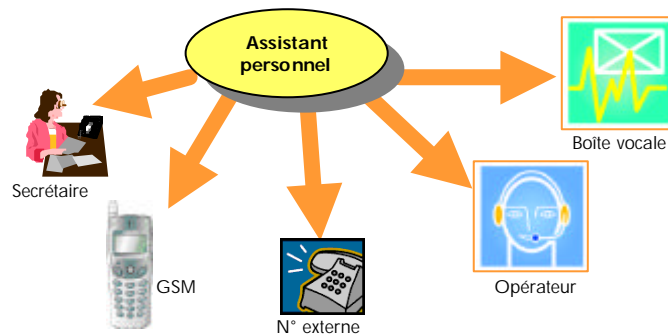 Assistant
personnel
Boîte vocale
Secrétaire
GSM
Opérateur
N° externe